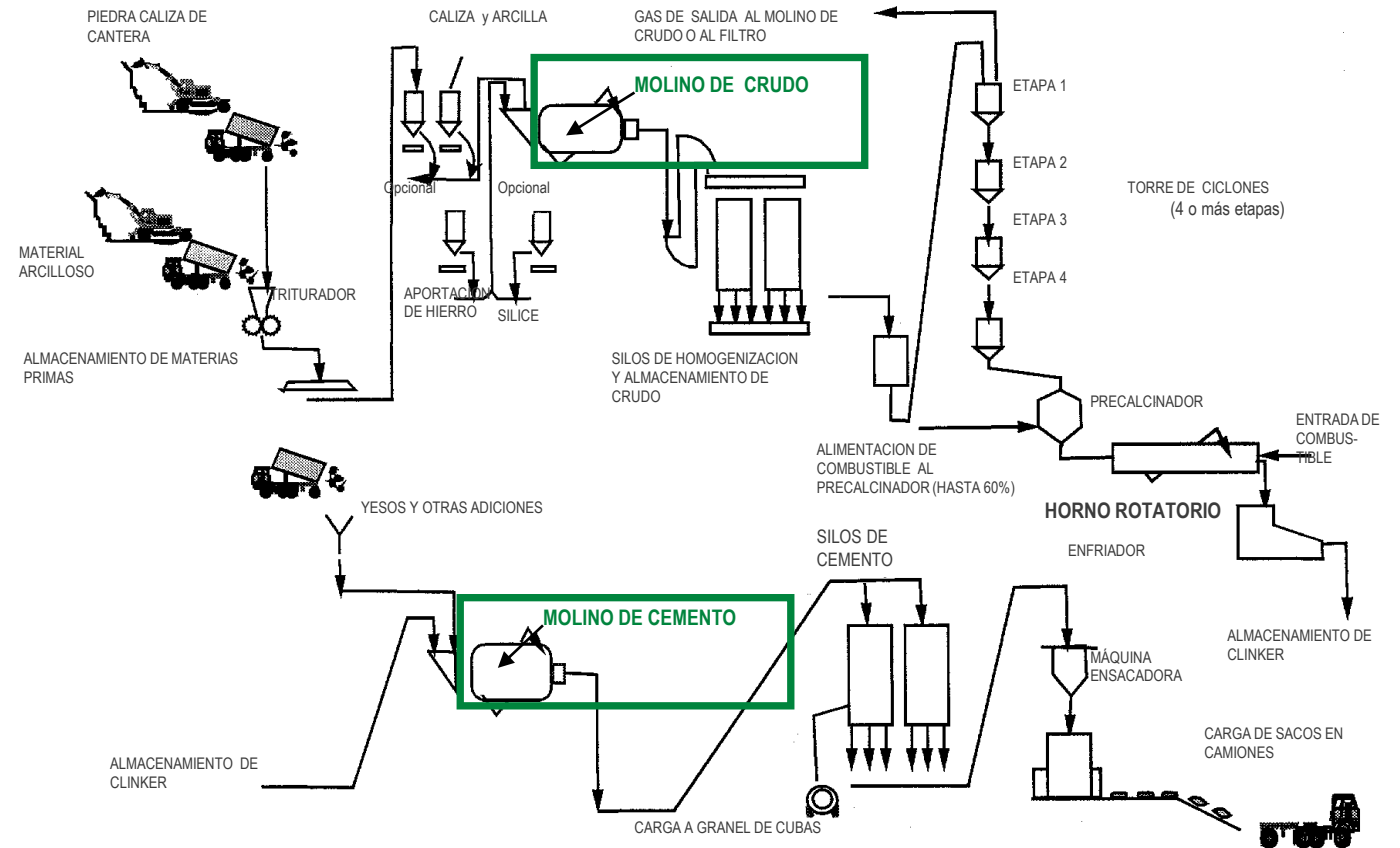 PIEDRA CALIZA DE
CANTERA
CALIZA y ARCILLA
GAS DE SALIDA AL MOLINO DE
CRUDO O AL FILTRO
MOLINO DE CRUDO
ETAPA 1
ETAPA 2
ETAPA 3
ETAPA 4
TORRE DE CICLONES
(4 o más etapas)
Opcional
Opcional
MATERIAL
ARCILLOSO
TRITURADOR
APORTACION
DE HIERRO
SILICE
ALMACENAMIENTO DE MATERIAS
PRIMAS
SILOS DE HOMOGENIZACION
Y ALMACENAMIENTO DE
CRUDO
PRECALCINADOR
ENTRADA DE
COMBUS-
TIBLE
ALIMENTACION DE
COMBUSTIBLE AL
PRECALCINADOR (HASTA 60%)
HORNO ROTATORIO
ENFRIADOR
YESOS Y OTRAS ADICIONES
SILOS DE
CEMENTO
MOLINO DE CEMENTO
ALMACENAMIENTO DE
CLINKER
MÁQUINA
ENSACADORA
CARGA DE SACOS EN
CAMIONES
ALMACENAMIENTO DE
CLINKER
CARGA A GRANEL DE CUBAS